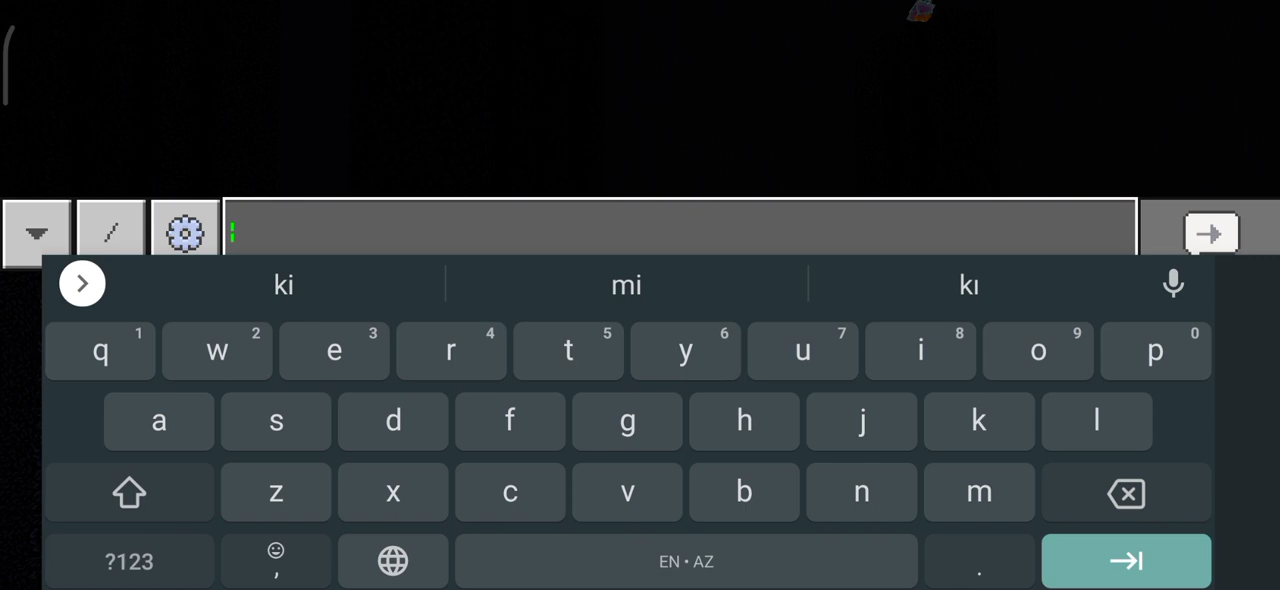 /
ki mi kı
1 2 3 4 5 6 7 8 9 0
q w e r t y u i o p
a s d f g h j k l
z x c v b n m
?123 , EN • AZ .